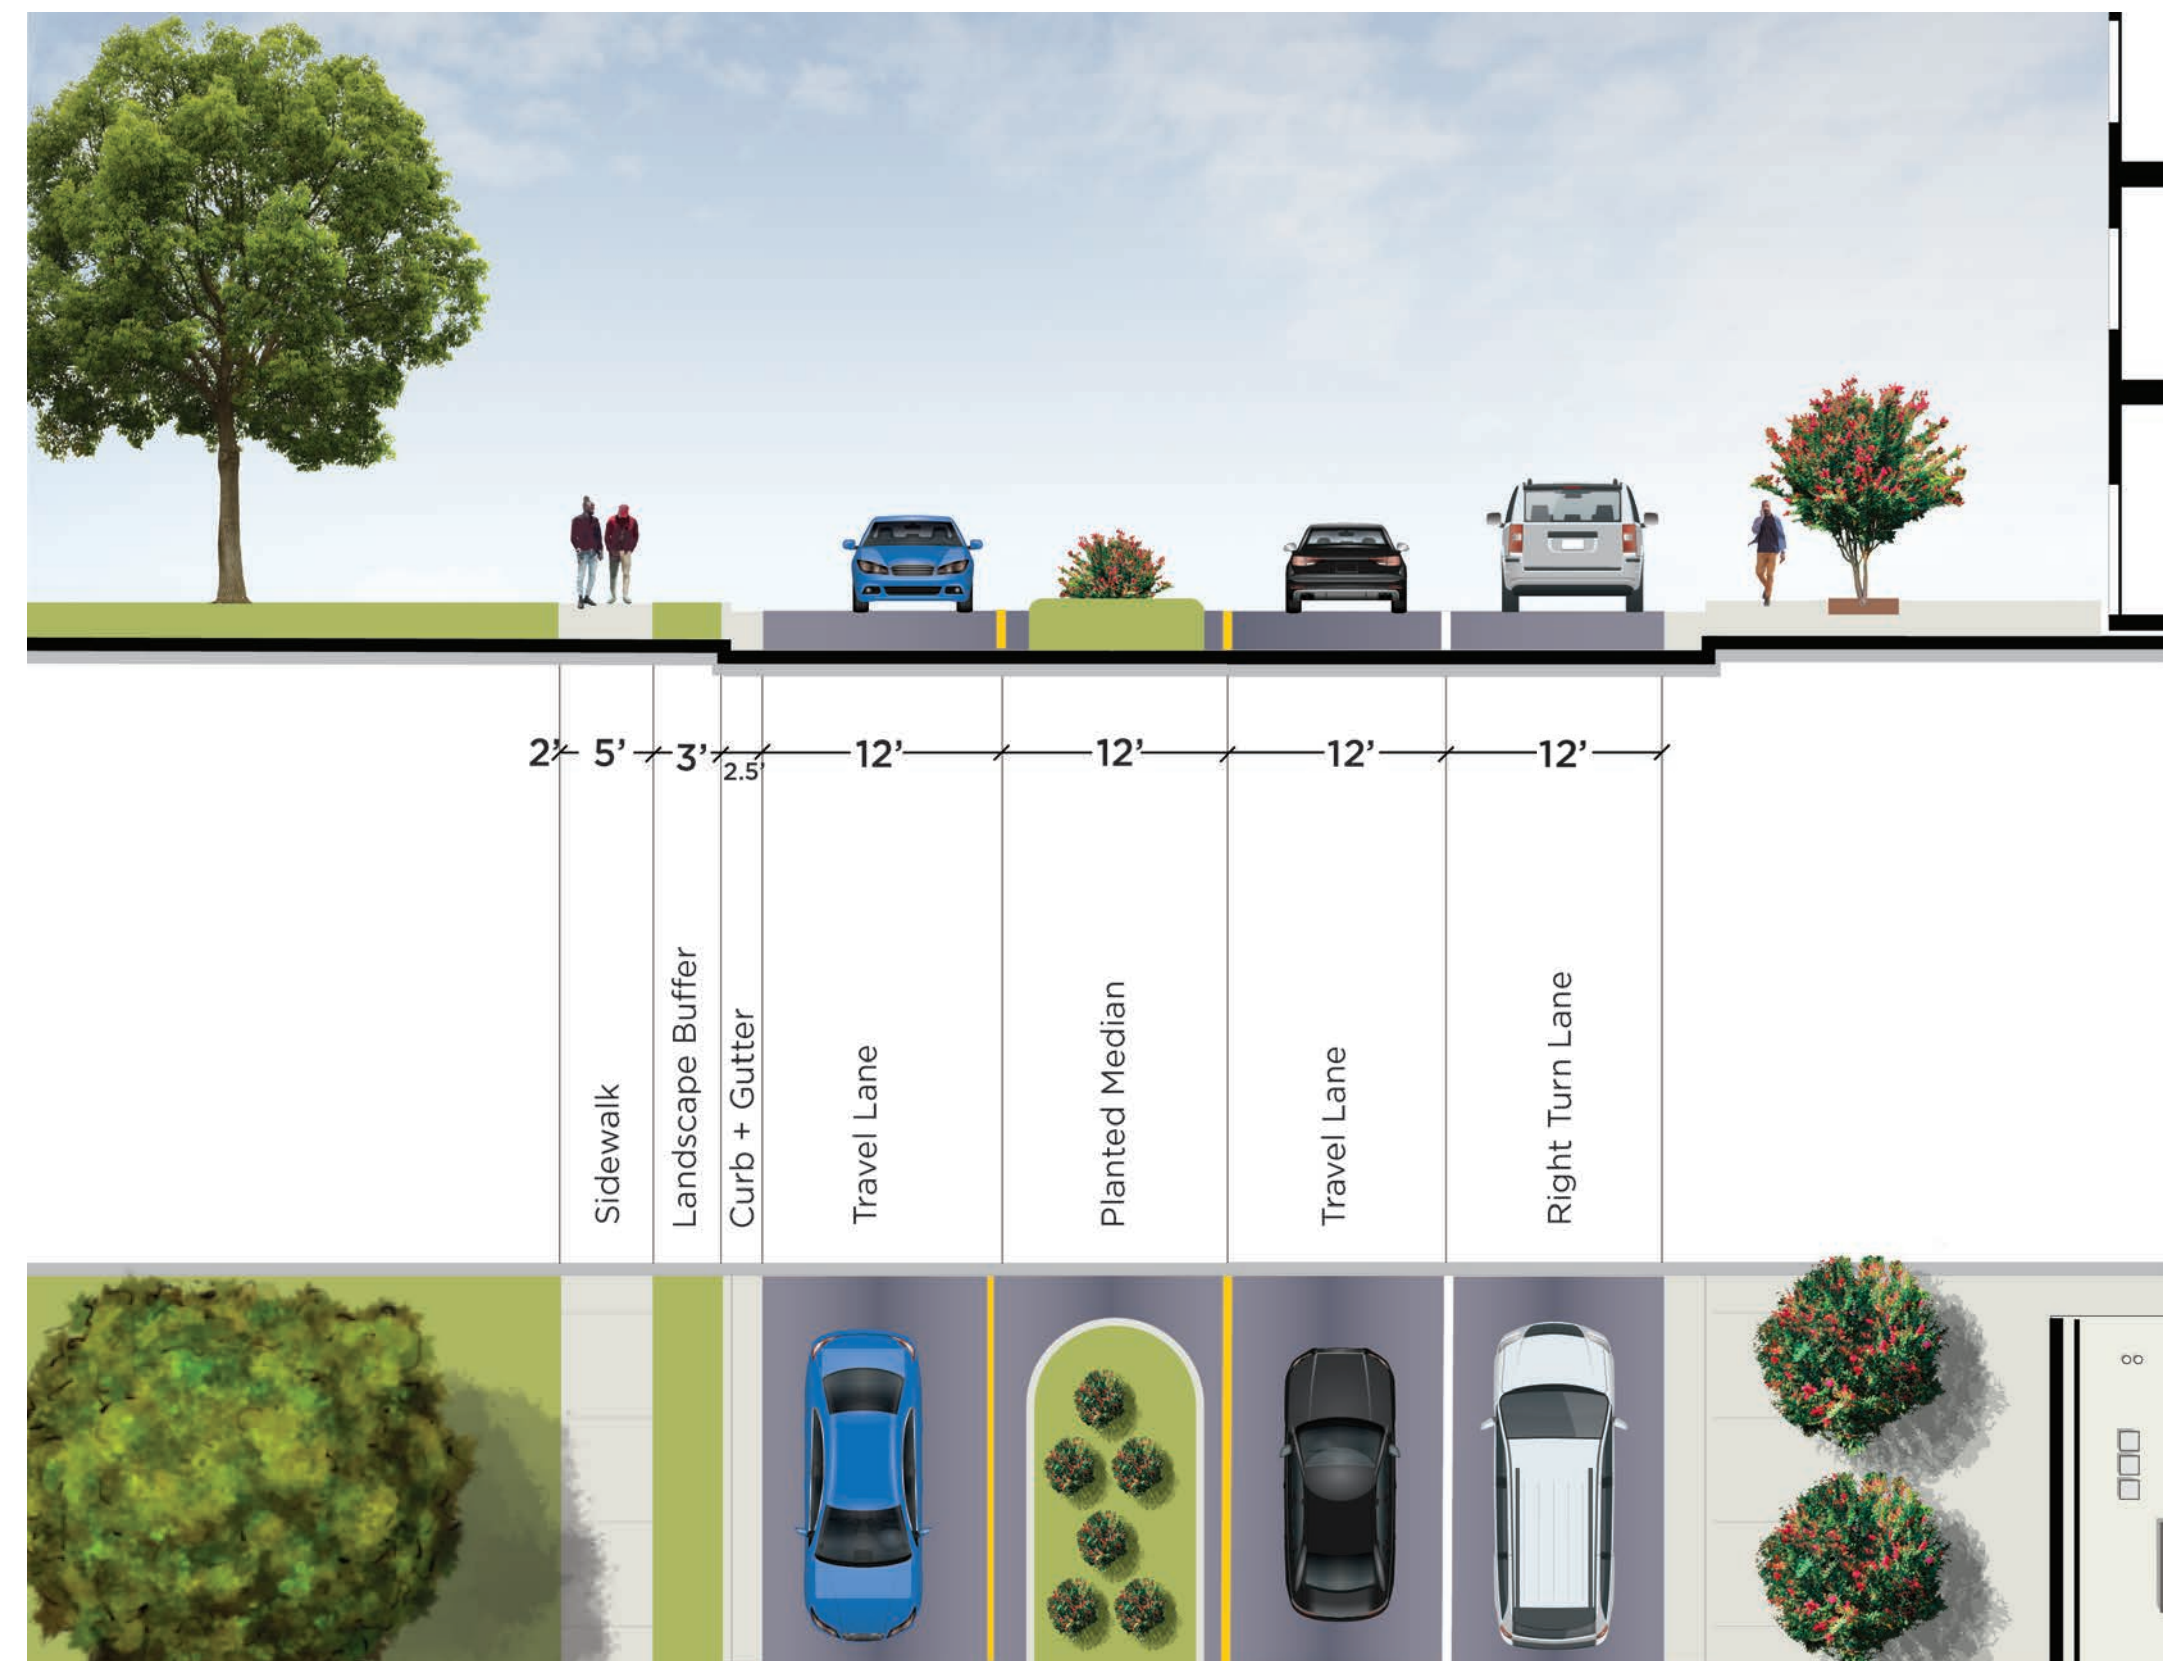 2' 5' 3' 2.5' 12' 12' 12' 12'
Sidewalk
Landscape Buffer
Curb + Gutter
Travel Lane
Planted Median
Travel Lane
Right Turn Lane